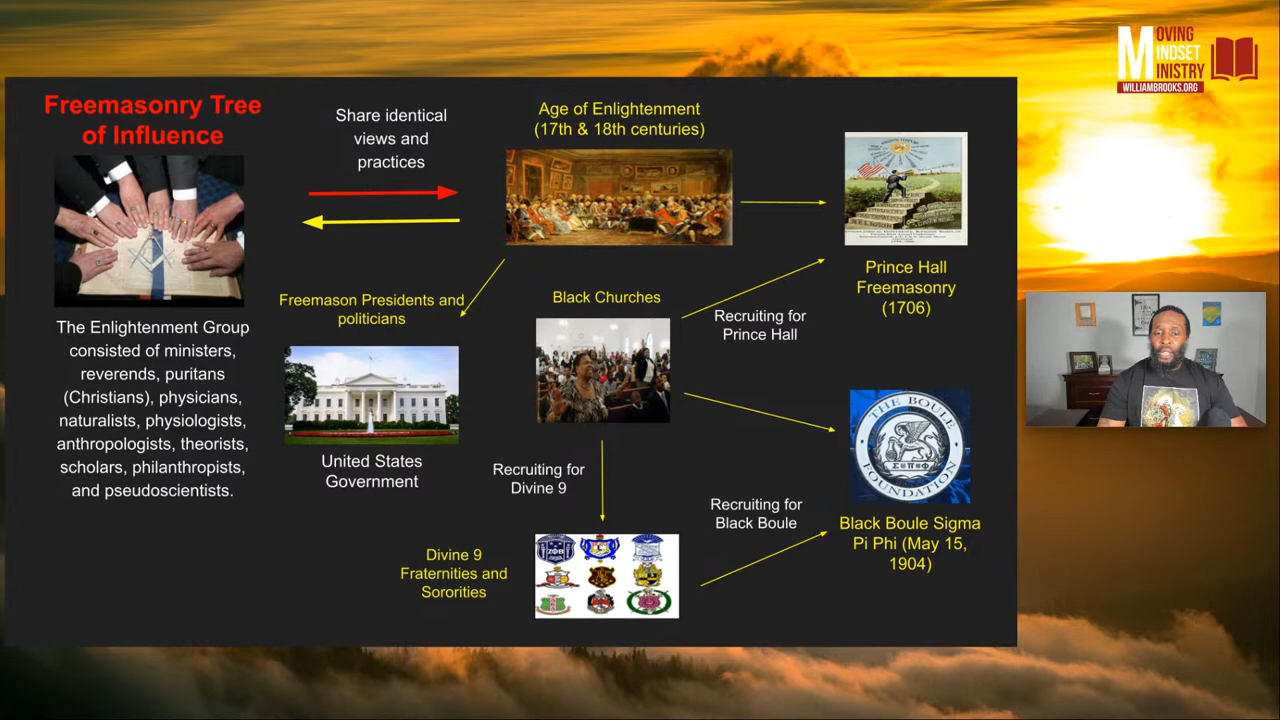 MOVING
MINDSET
MINISTRY
WILLIAMBROOKS.ORG
Freemasonry Tree
of Influence
Share identical
views and
practices
Age of Enlightenment
(17th & 18th centuries)
The Enlightenment Group
consisted of ministers,
reverends, puritans
(Christians), physicians,
naturalists, physiologists,
anthropologists, theorists,
scholars, philanthropists,
and pseudoscientists.
Freemason Presidents and
politicians
United States
Government
Black Churches
Recruiting for
Prince Hall
Prince Hall
Freemasonry
(1706)
Recruiting for
Divine 9
Divine 9
Fraternities and
Sororities
ΖΦΒ
Recruiting for
Black Boule
THE BOULE
ΣΠΦ
FOUNDATION
Black Boule Sigma
Pi Phi (May 15,
1904)